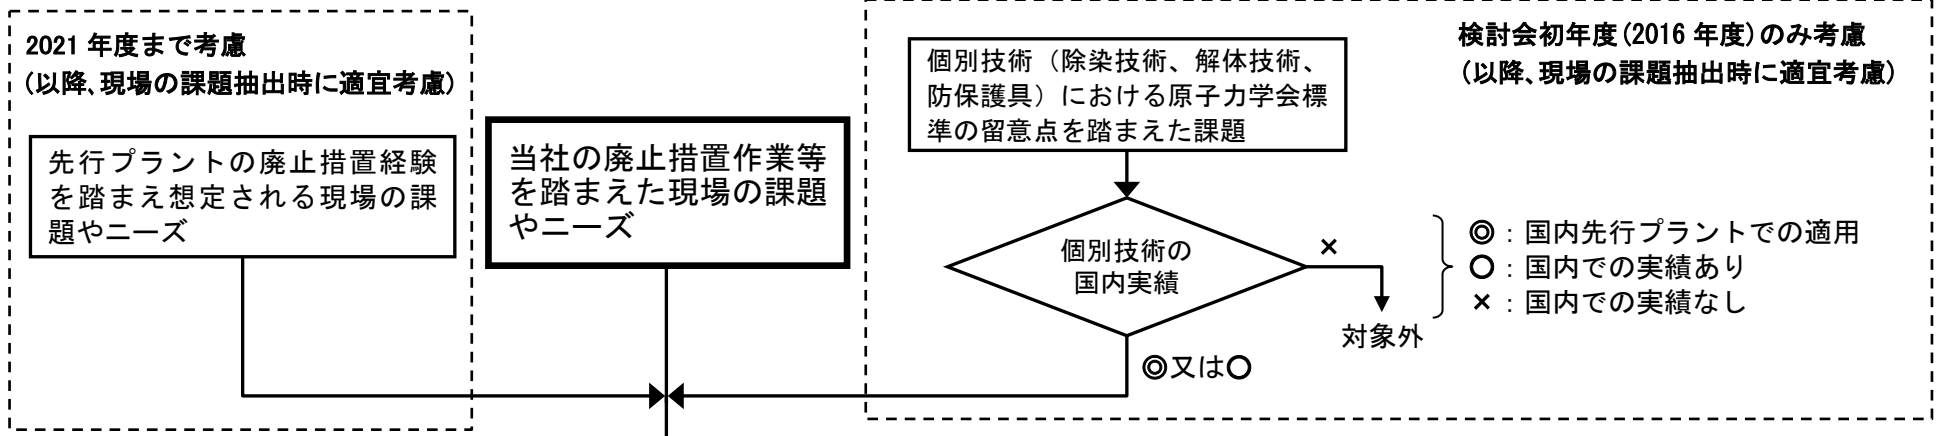 2021 年度まで考慮
(以降、現場の課題抽出時に適宜考慮)
先行プラントの廃止措置経験
を踏まえ想定される現場の課
題やニーズ
当社の廃止措置作業等
を踏まえた現場の課題
やニーズ
検討会初年度(2016 年度)のみ考慮
(以降、現場の課題抽出時に適宜考慮)
個別技術(除染技術、解体技術、
防保護具)における原子力学会標
準の留意点を踏まえた課題
個別技術の
国内実績
×
対象外
◎又は○
◎:国内先行プラントでの適用
○:国内での実績あり
×:国内での実績なし